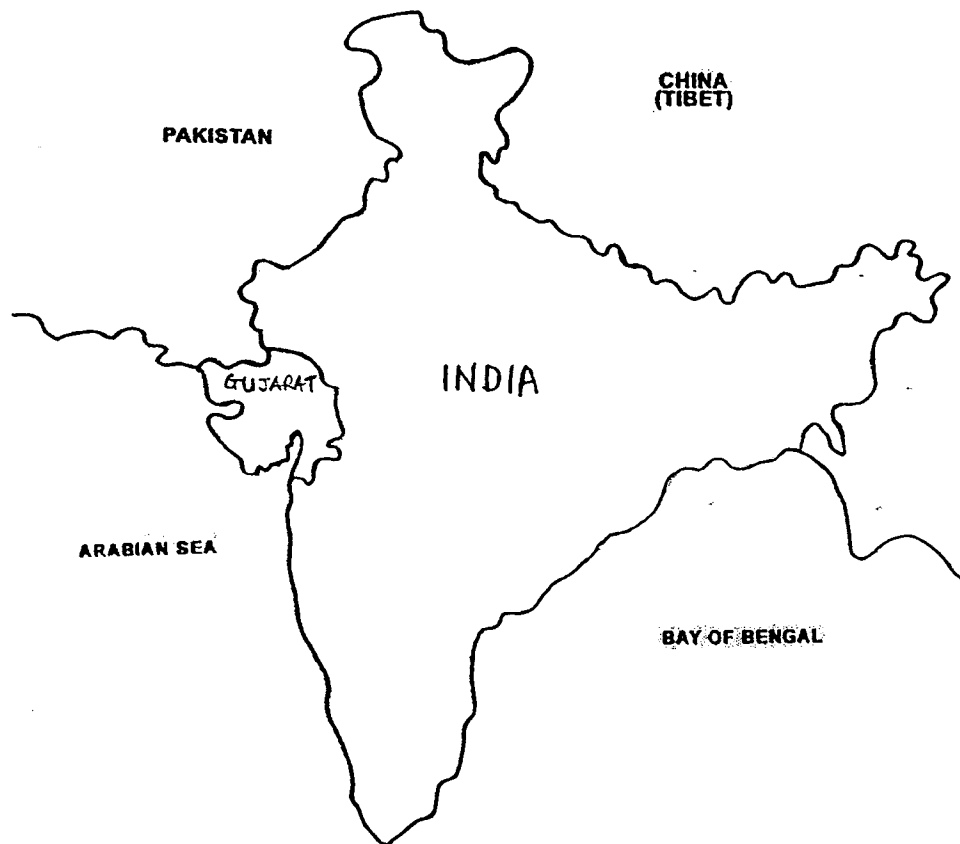 CHINA
(TIBET)
PAKISTAN
GUJARAT
INDIA
ARABIAN SEA
BAY OF BENGAL